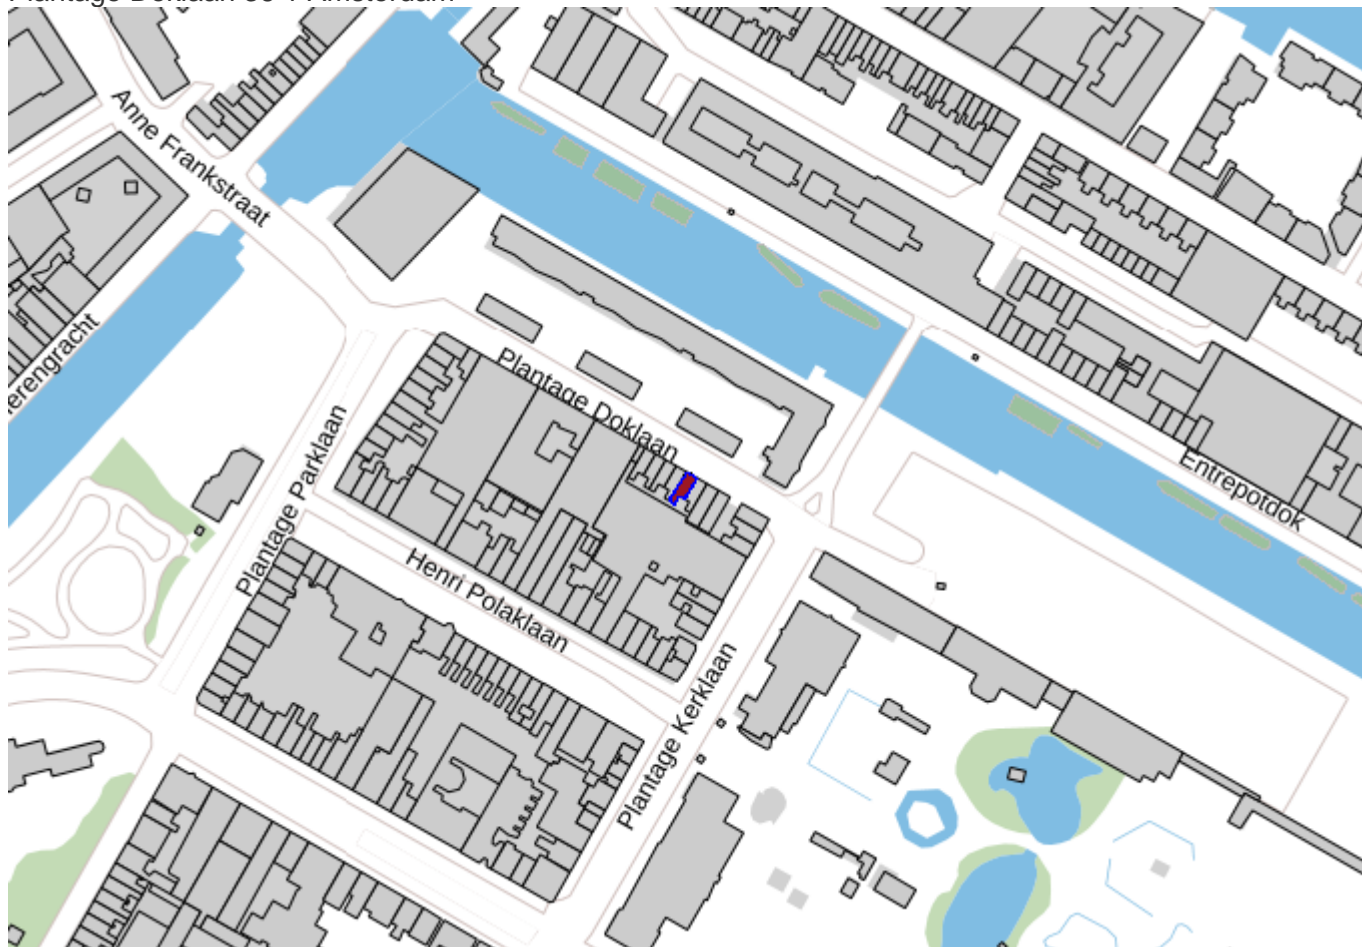 Anne Frankstraat
erengracht
Plantage Doklaan
Plantage Parklaan
Henri Polaklaan
Plantage Kerklaan
Entrepotdok